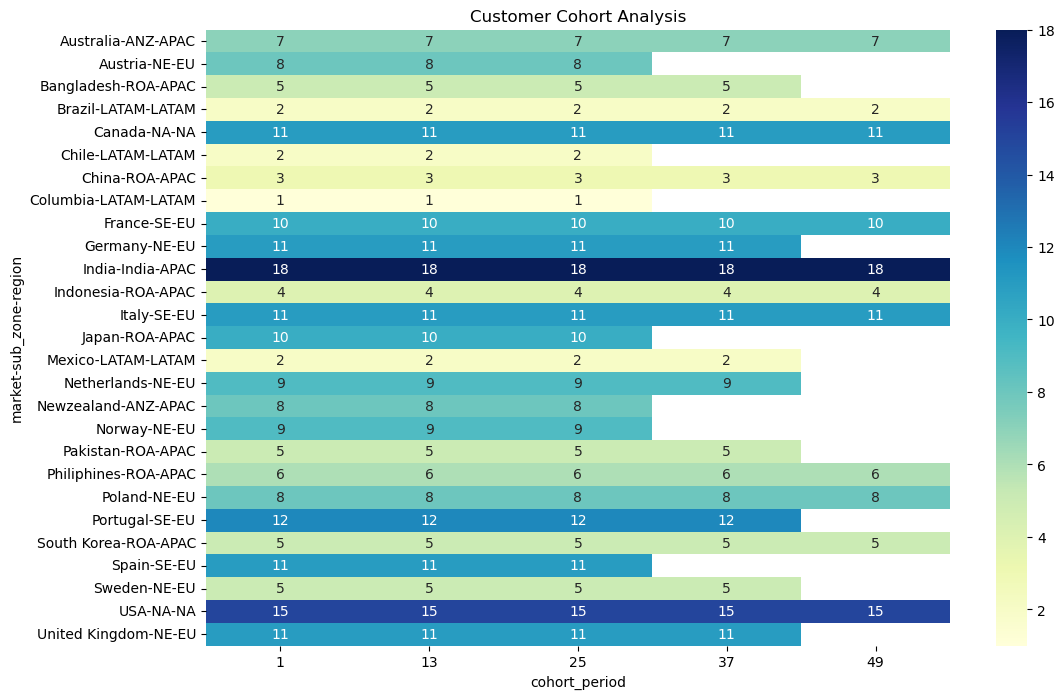 Customer Cohort Analysis
Australia-ANZ-APAC 7 7 7 7 7
Austria-NE-EU 8 8 8
Bangladesh-ROA-APAC 5 5 5 5
Brazil-LATAM-LATAM 2 2 2 2 2
Canada-NA-NA 11 11 11 11 11
Chile-LATAM-LATAM 2 2 2
China-ROA-APAC 3 3 3 3 3
Columbia-LATAM-LATAM 1 1 1
France-SE-EU 10 10 10 10 10
Germany-NE-EU 11 11 11 11
India-India-APAC 18 18 18 18 18
Indonesia-ROA-APAC 4 4 4 4 4
Italy-SE-EU 11 11 11 11 11
Japan-ROA-APAC 10 10 10
Mexico-LATAM-LATAM 2 2 2 2
Netherlands-NE-EU 9 9 9 9
Newzealand-ANZ-APAC 8 8 8
Norway-NE-EU 9 9 9
Pakistan-ROA-APAC 5 5 5 5
Philiphines-ROA-APAC 6 6 6 6 6
Poland-NE-EU 8 8 8 8 8
Portugal-SE-EU 12 12 12 12
South Korea-ROA-APAC 5 5 5 5 5
Spain-SE-EU 11 11 11
Sweden-NE-EU 5 5 5 5
USA-NA-NA 15 15 15 15 15
United Kingdom-NE-EU 11 11 11 11
1 13 25 37 49
cohort_period
market-sub_zone-region
18
16
14
12
10
8
6
4
2